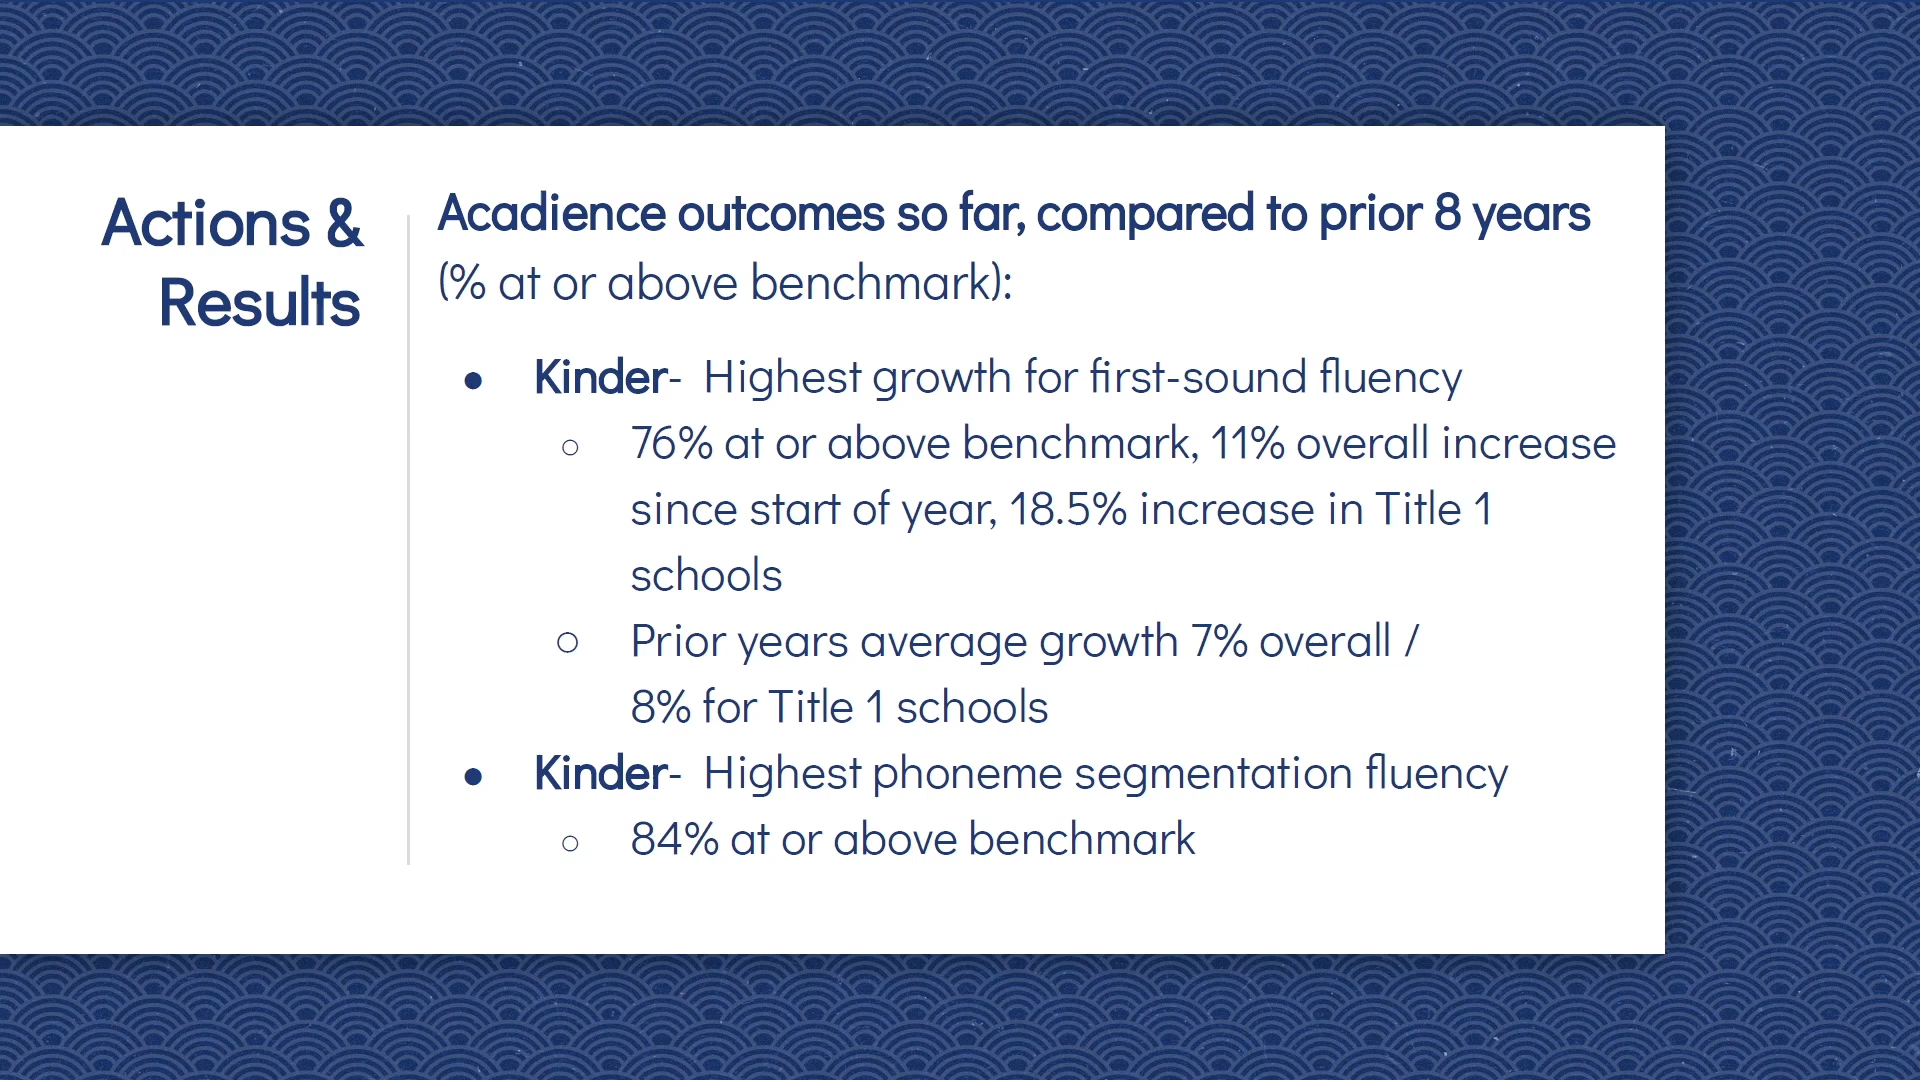 Actions &
Results
Acadience outcomes so far, compared to prior 8 years
(% at or above benchmark):
● Kinder- Highest growth for first-sound fluency
○ 76% at or above benchmark, 11% overall increase
since start of year, 18.5% increase in Title 1
schools
○ Prior years average growth 7% overall /
8% for Title 1 schools
● Kinder- Highest phoneme segmentation fluency
○ 84% at or above benchmark